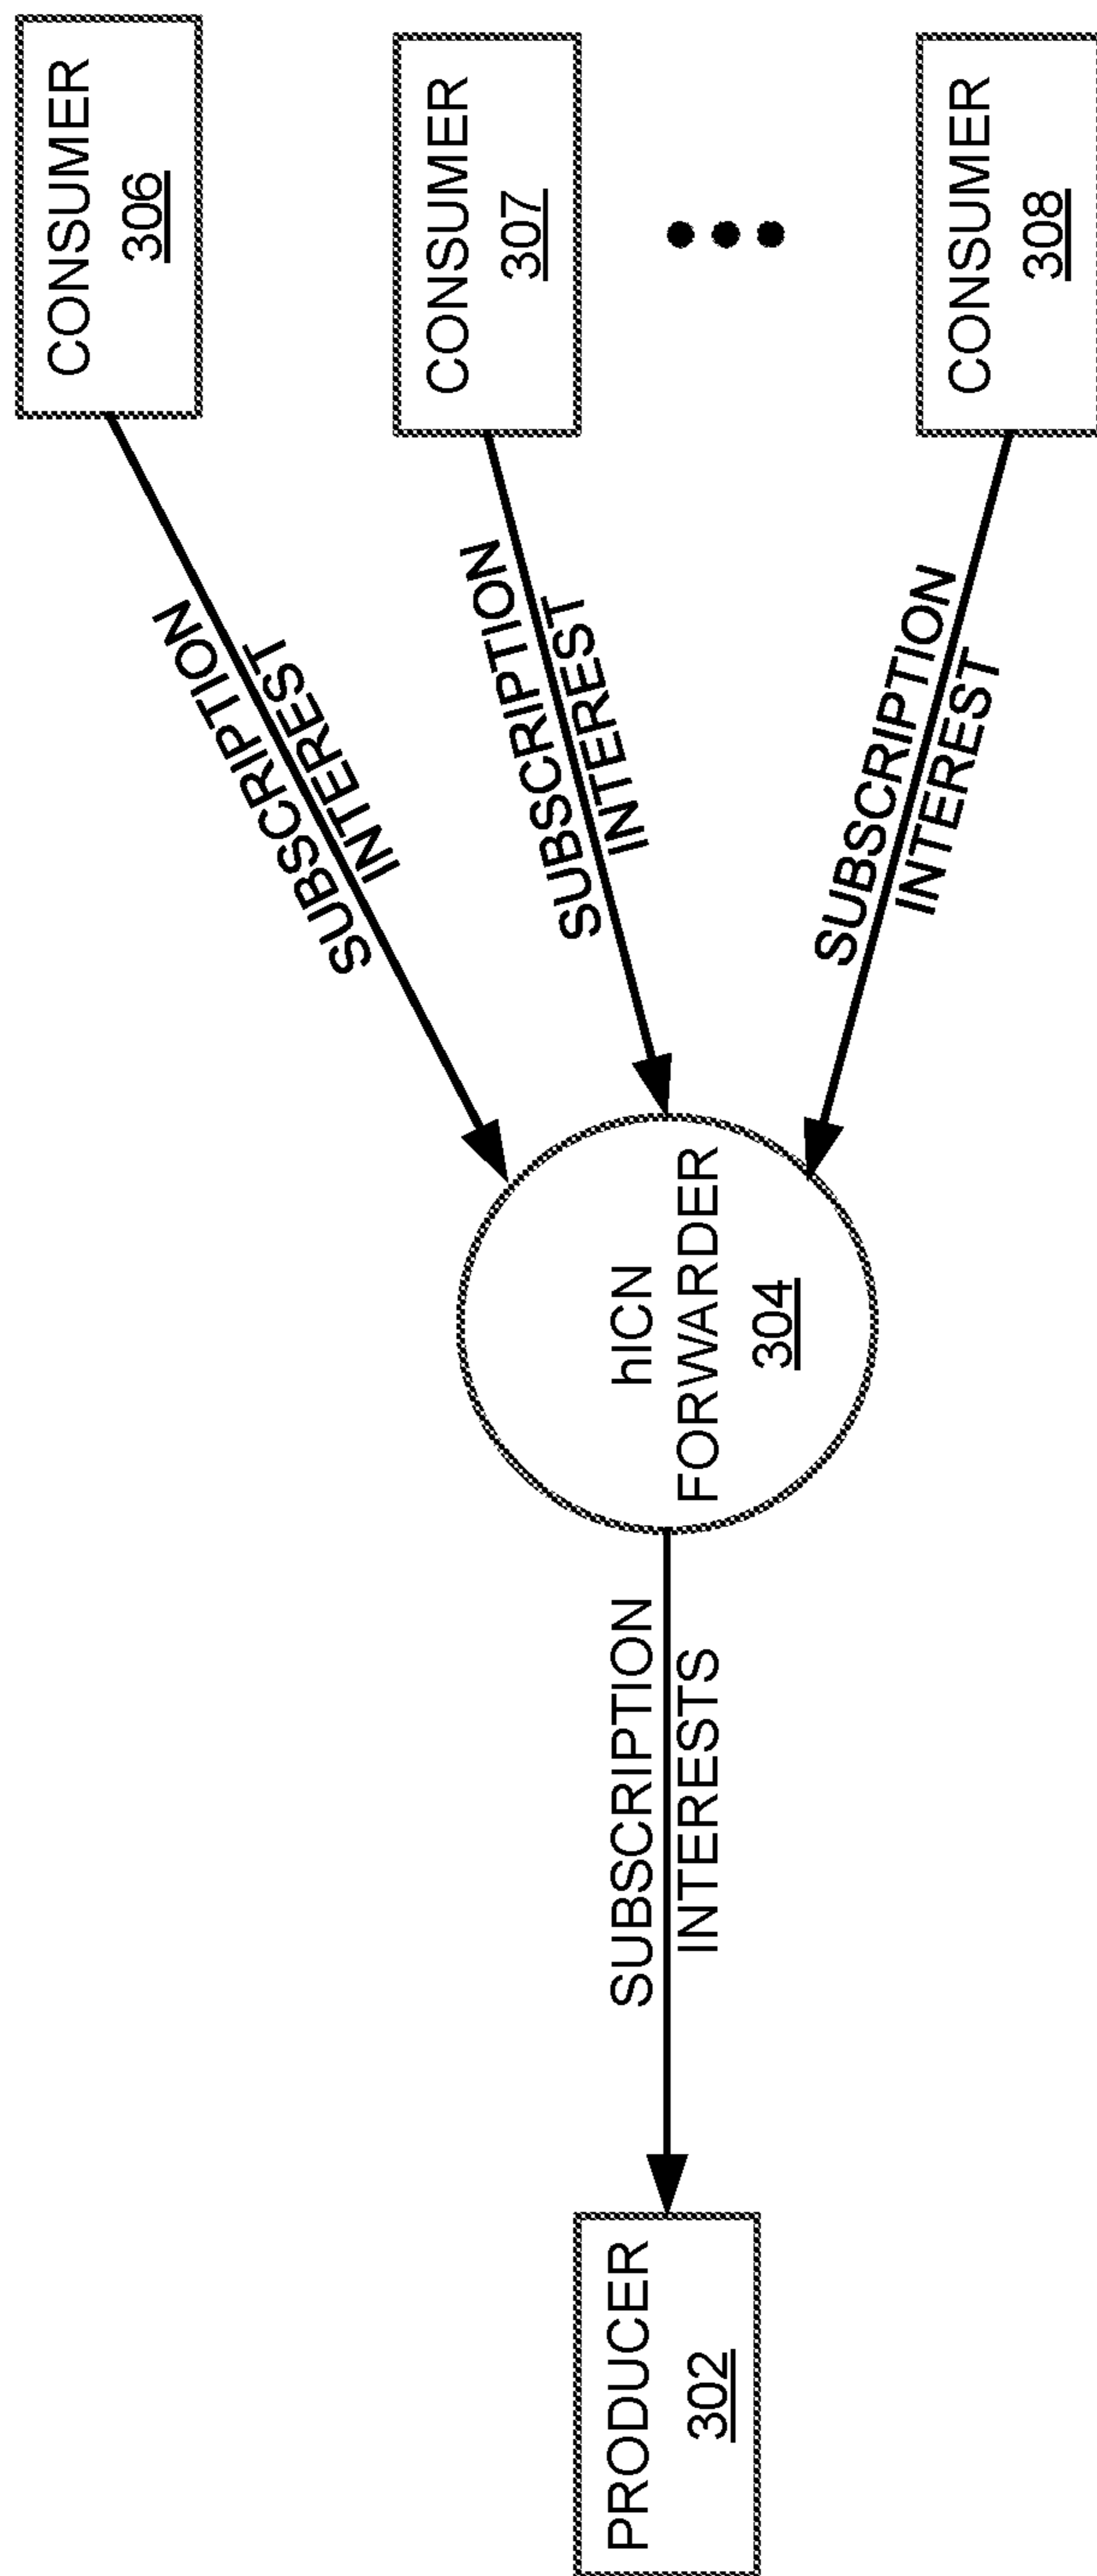 CONSUMER
306
SUBSCRIPTION
INTEREST
CONSUMER
307
SUBSCRIPTION
INTEREST
CONSUMER
308
SUBSCRIPTION
INTEREST
hICN
FORWARDER
304
SUBSCRIPTION
INTERESTS
PRODUCER
302